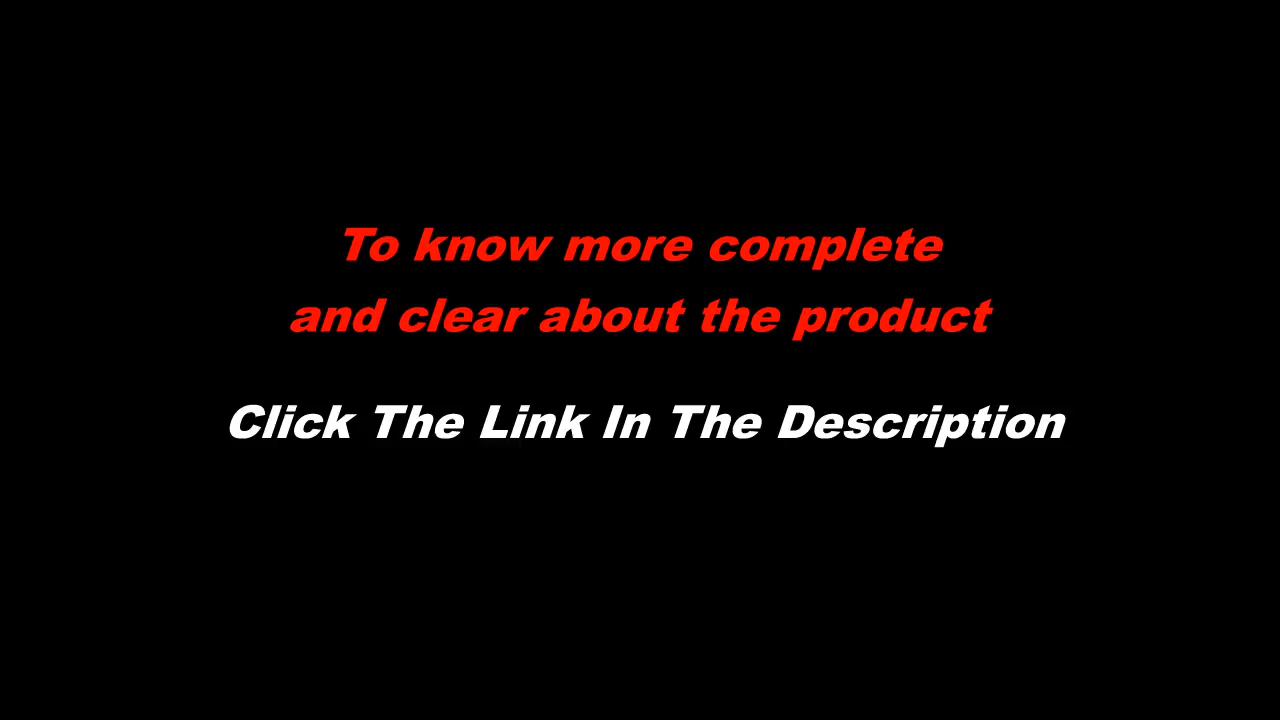 To know more complete
and clear about the product
Click The Link In The Description